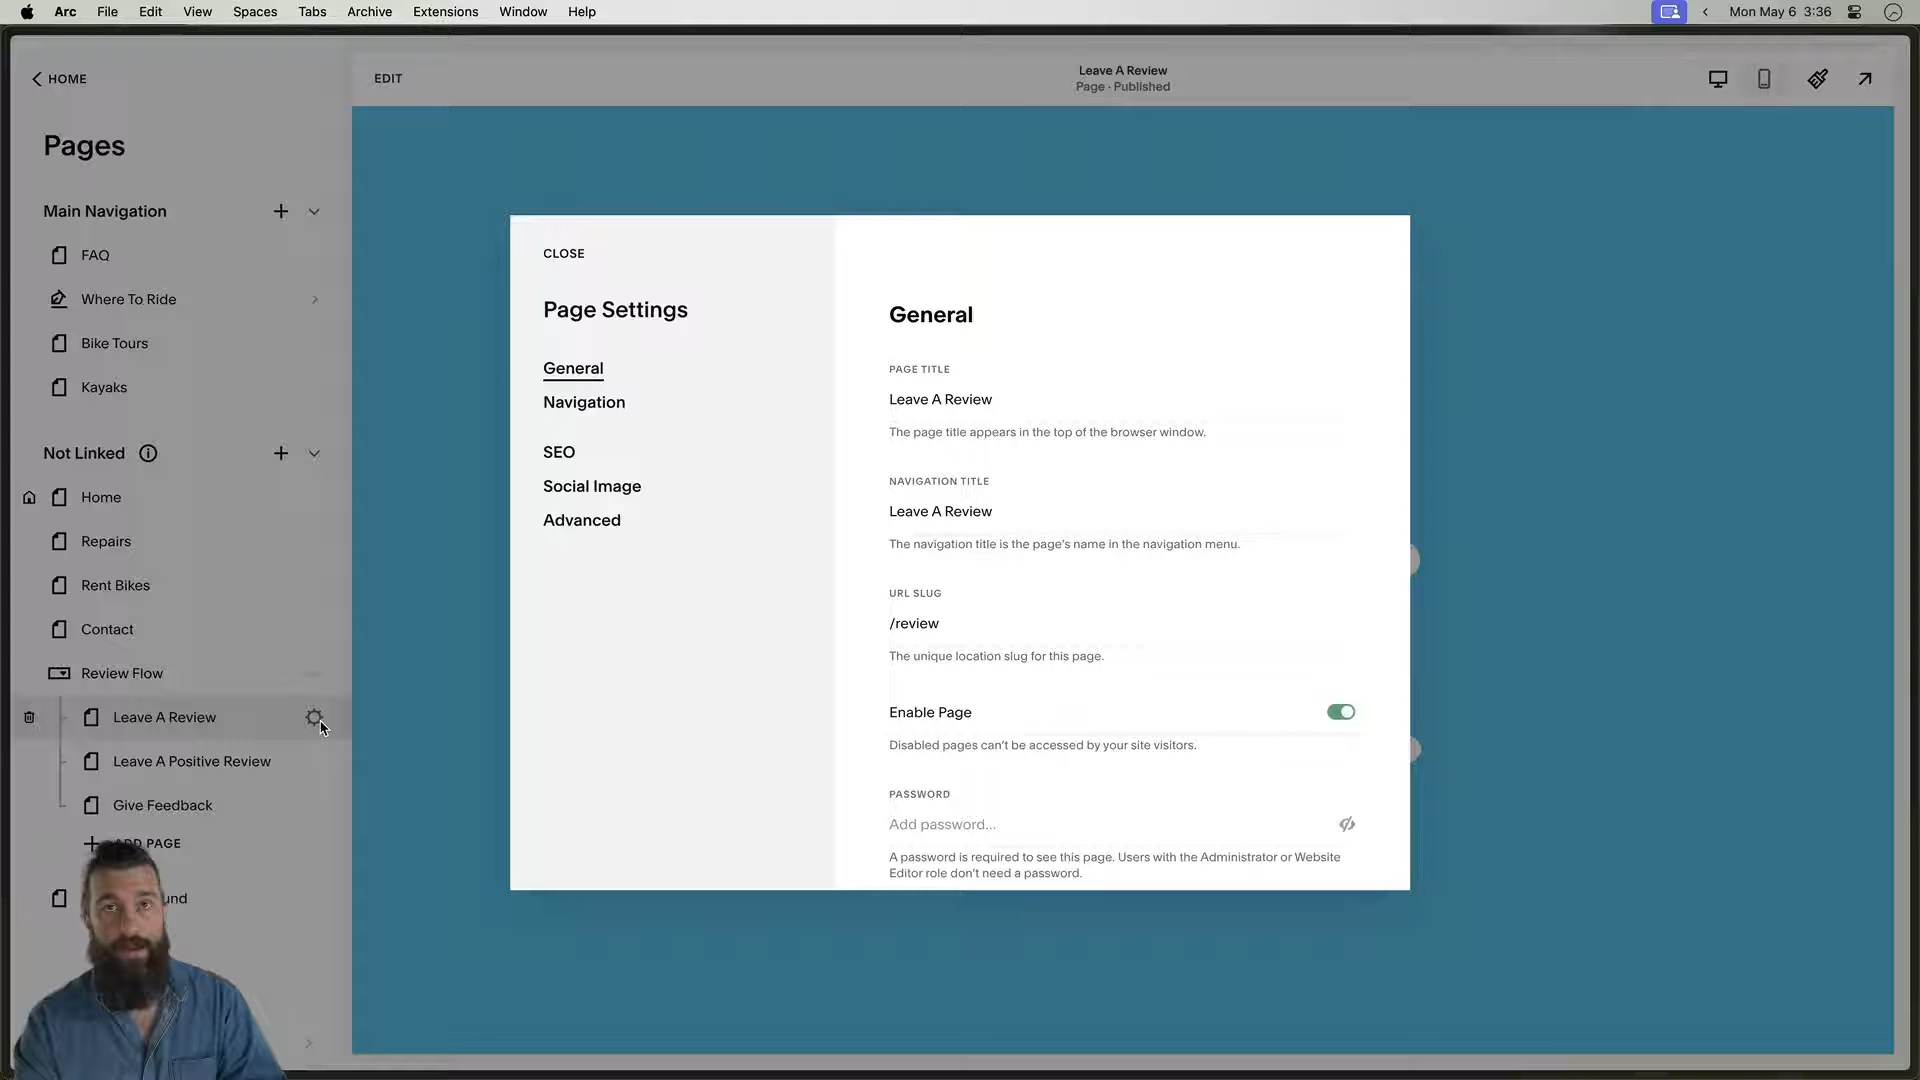 Arc File Edit View Spaces Tabs Archive Extensions Window Help
Mon May 6 3:36
HOME
EDIT
Leave A Review
Page · Published
Pages
Main Navigation
FAQ
Where To Ride
Bike Tours
Kayaks
Not Linked
Home
Repairs
Rent Bikes
Contact
Review Flow
Leave A Review
Leave A Positive Review
Give Feedback
PAGE
CLOSE
Page Settings
General
Navigation
SEO
Social Image
Advanced
General
PAGE TITLE
Leave A Review
The page title appears in the top of the browser window.
NAVIGATION TITLE
Leave A Review
The navigation title is the page's name in the navigation menu.
URL SLUG
/review
The unique location slug for this page.
Enable Page
Disabled pages can't be accessed by your site visitors.
PASSWORD
Add password...
A password is required to see this page. Users with the Administrator or Website
Editor role don't need a password.